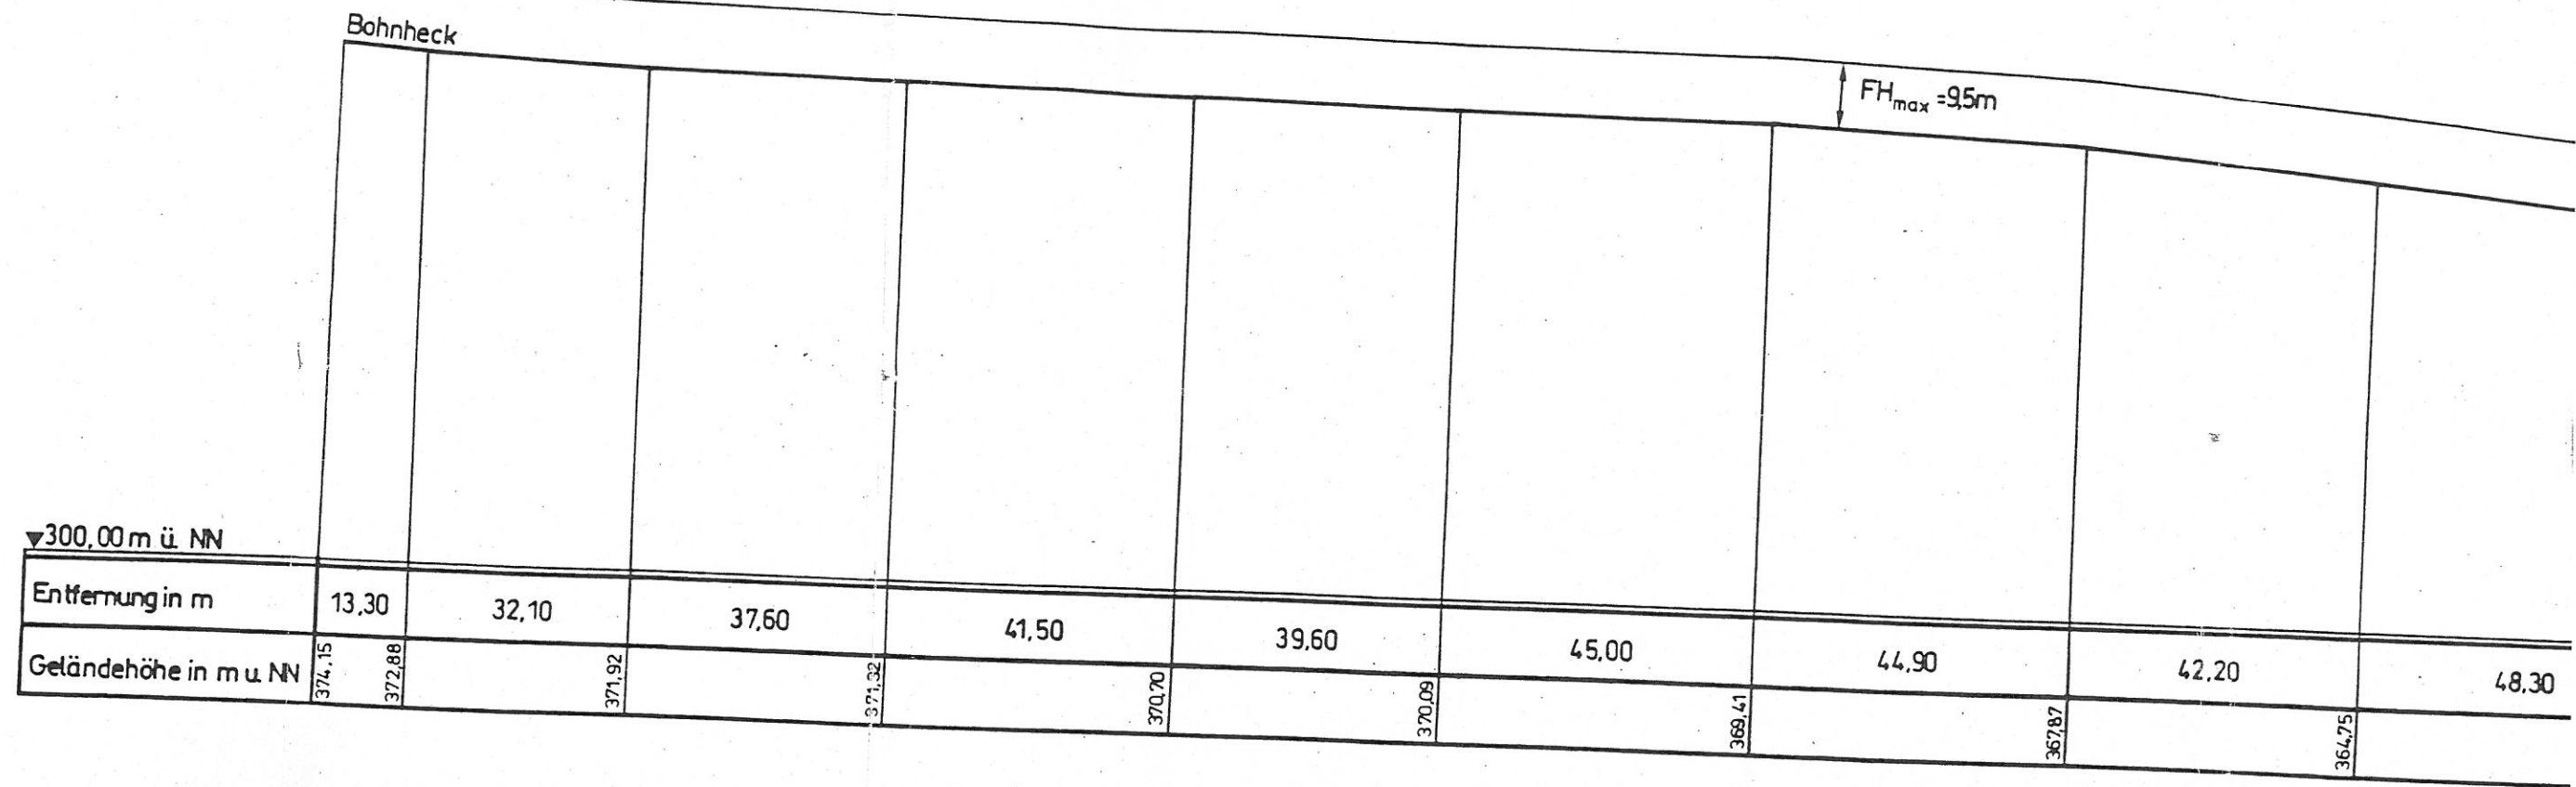 Bohnheck
FHmax =9,5m
▼300,00 m ü. NN
Entfernung in m 13,30 32,10 37,60 41,50 39,60 45,00 44,90 42,20 48,30
Geländehöhe in m ü. NN 374,15 372,88 371,92 371,32 370,70 370,09 369,41 367,87 364,75